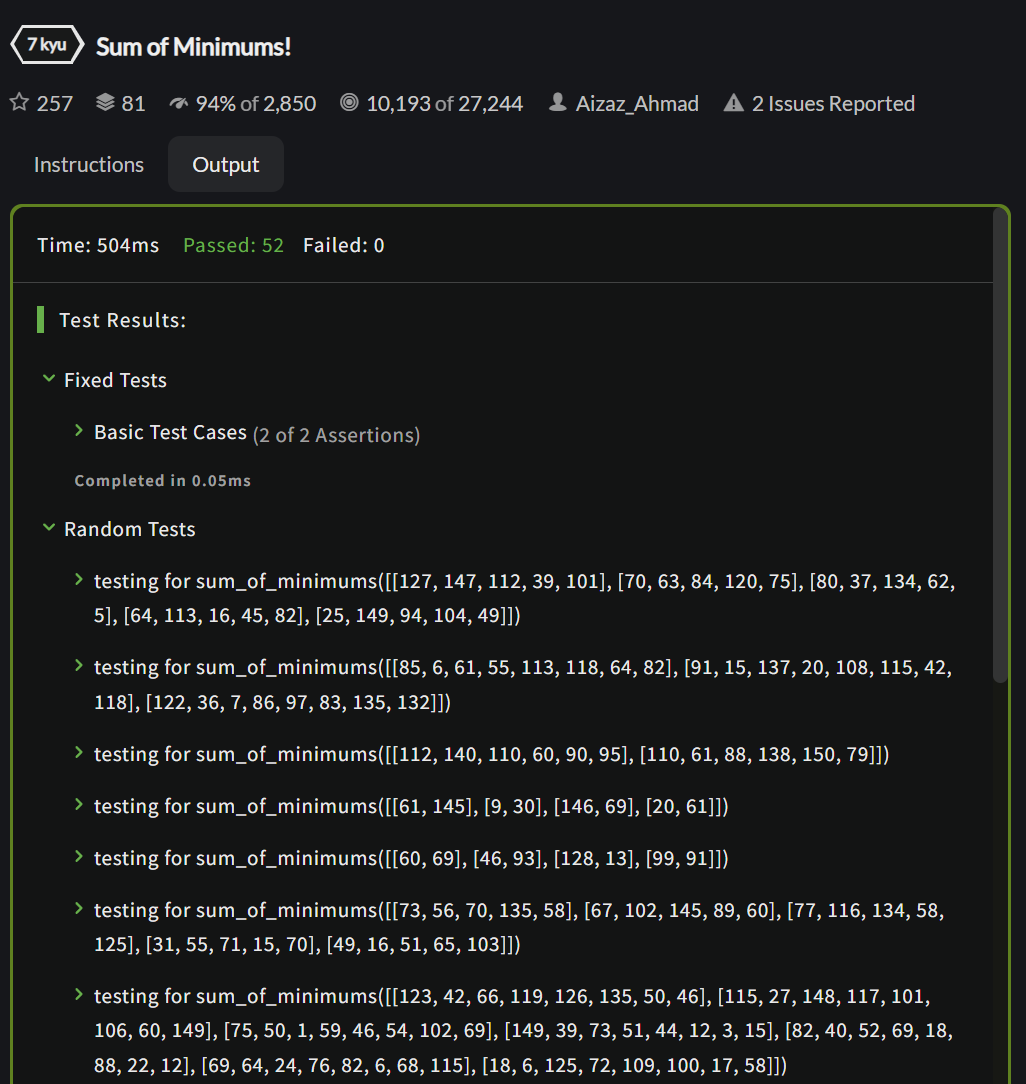 7 kyu Sum of Minimums!
257 81 94% of 2,850 10,193 of 27,244 Aizaz_Ahmad 2 Issues Reported
Instructions Output
Time: 504ms Passed: 52 Failed: 0
Test Results:
Fixed Tests
Basic Test Cases (2 of 2 Assertions)
Completed in 0.05ms
Random Tests
testing for sum_of_minimums([[127, 147, 112, 39, 101], [70, 63, 84, 120, 75], [80, 37, 134, 62,
5], [64, 113, 16, 45, 82], [25, 149, 94, 104, 49]])
testing for sum_of_minimums([[85, 6, 61, 55, 113, 118, 64, 82], [91, 15, 137, 20, 108, 115, 42,
118], [122, 36, 7, 86, 97, 83, 135, 132]])
testing for sum_of_minimums([[112, 140, 110, 60, 90, 95], [110, 61, 88, 138, 150, 79]])
testing for sum_of_minimums([[61, 145], [9, 30], [146, 69], [20, 61]])
testing for sum_of_minimums([[60, 69], [46, 93], [128, 13], [99, 91]])
testing for sum_of_minimums([[73, 56, 70, 135, 58], [67, 102, 145, 89, 60], [77, 116, 134, 58,
125], [31, 55, 71, 15, 70], [49, 16, 51, 65, 103]])
testing for sum_of_minimums([[123, 42, 66, 119, 126, 135, 50, 46], [115, 27, 148, 117, 101,
106, 60, 149], [75, 50, 1, 59, 46, 54, 102, 69], [149, 39, 73, 51, 44, 12, 3, 15], [82, 40, 52, 69, 18,
88, 22, 12], [69, 64, 24, 76, 82, 6, 68, 115], [18, 6, 125, 72, 109, 100, 17, 58]])